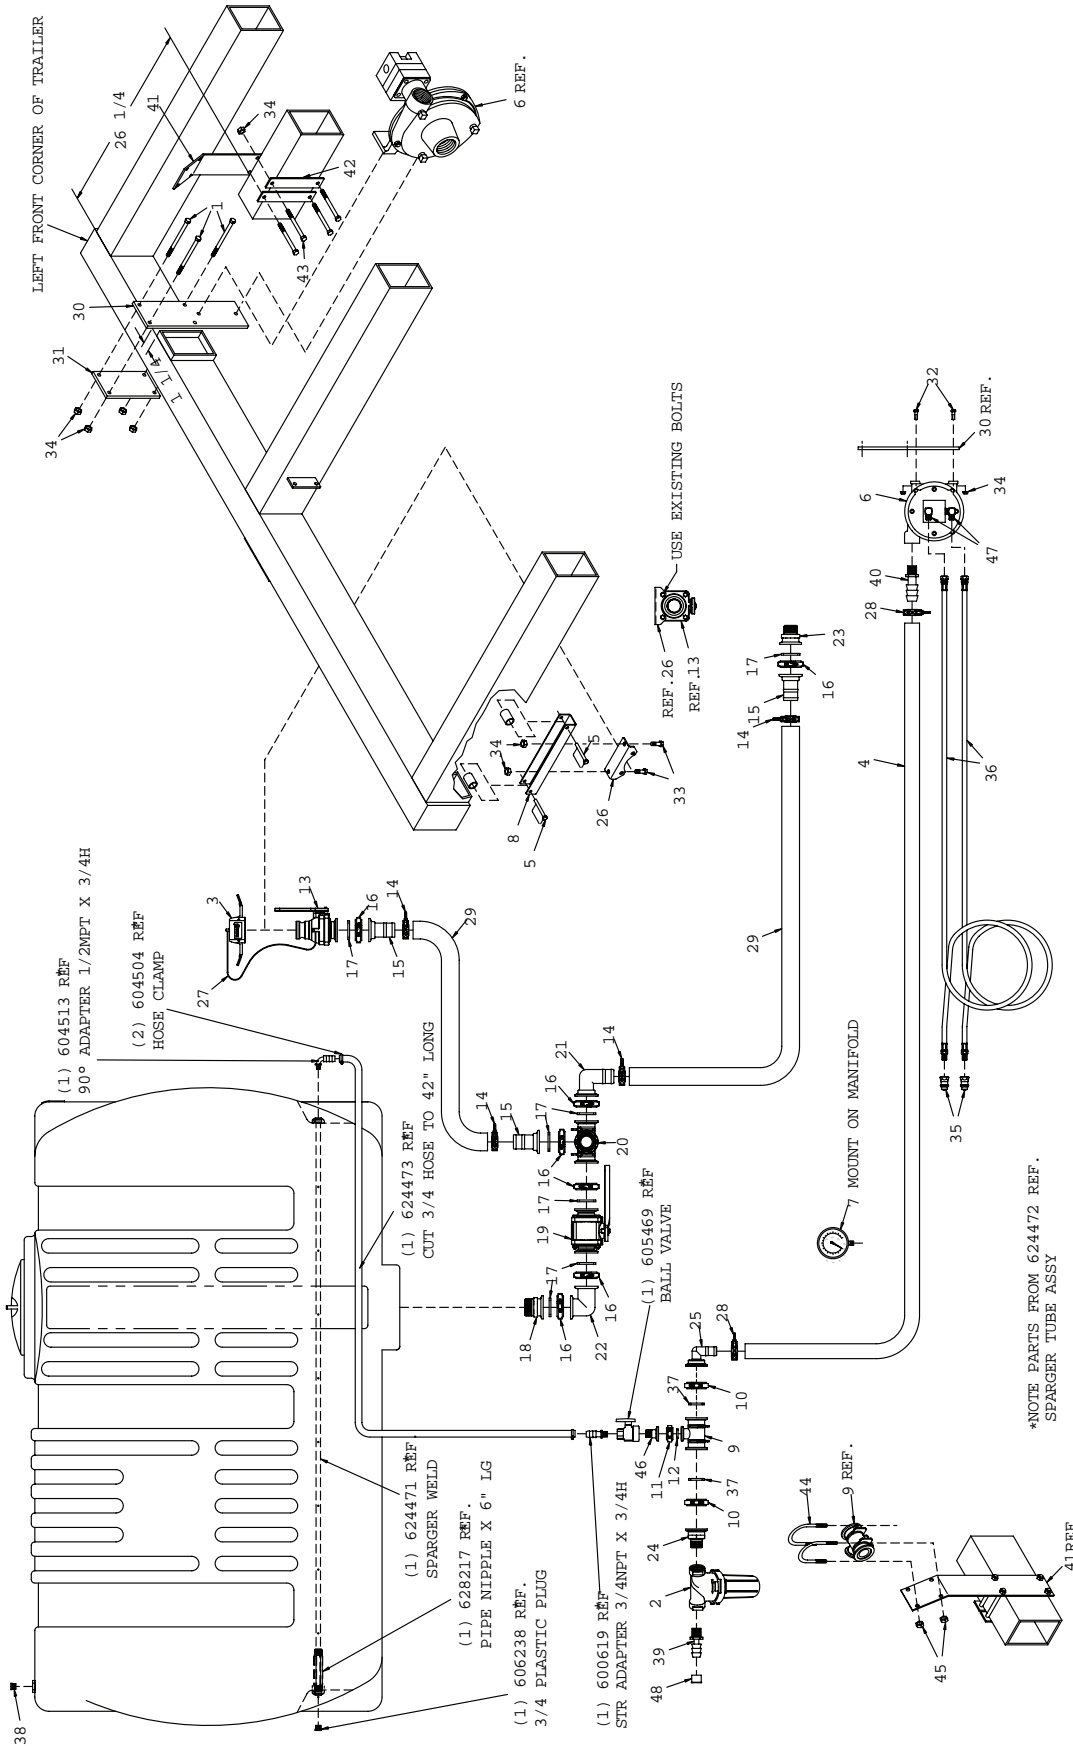 LEFT FRONT CORNER OF TRAILER
26 1/4
41
34
6 REF.
42
1
43
30
31
1 1/4
34
USE EXISTING BOLTS
REF.26
REF.13
34
5
8
5
26
33
32
30 REF.
6
34
47
40
28
23
17
16
15
14
4
36
29
35
3
13
16
14
27
17
15
29
(1) 604513 REF*
90° ADAPTER 1/2MPT X 3/4H
(2) 604504 REF*
HOSE CLAMP
(1) 624473 REF
CUT 3/4 HOSE TO 42" LONG
14
15
17
16
21
16
17
14
20
16
17
19
17
16
18
16
22
(1) 605469 REF*
BALL VALVE
7 MOUNT ON MANIFOLD
*NOTE PARTS FROM 624472 REF.
SPARGER TUBE ASSY
28
25
37
10
9
46
11
12
37
10
24
2
39
48
(1) 624471 REF.*
SPARGER WELD
(1) 628217 REF.*
PIPE NIPPLE X 6" LG
(1) 606238 REF.*
3/4 PLASTIC PLUG
(1) 600619 REF*
STR ADAPTER 3/4NPT X 3/4H
38
44
9 REF.
45
41REF